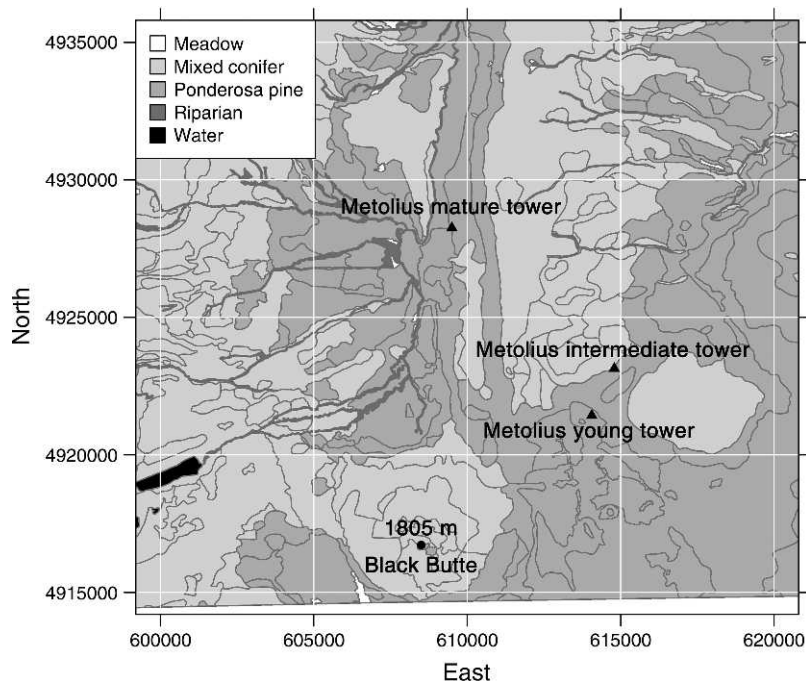 4935000
Meadow
Mixed conifer
Ponderosa pine
Riparian
Water
4930000
Metolius mature tower
North
4925000
Metolius intermediate tower
Metolius young tower
4920000
1805 m
Black Butte
4915000
600000 605000 610000 615000 620000
East